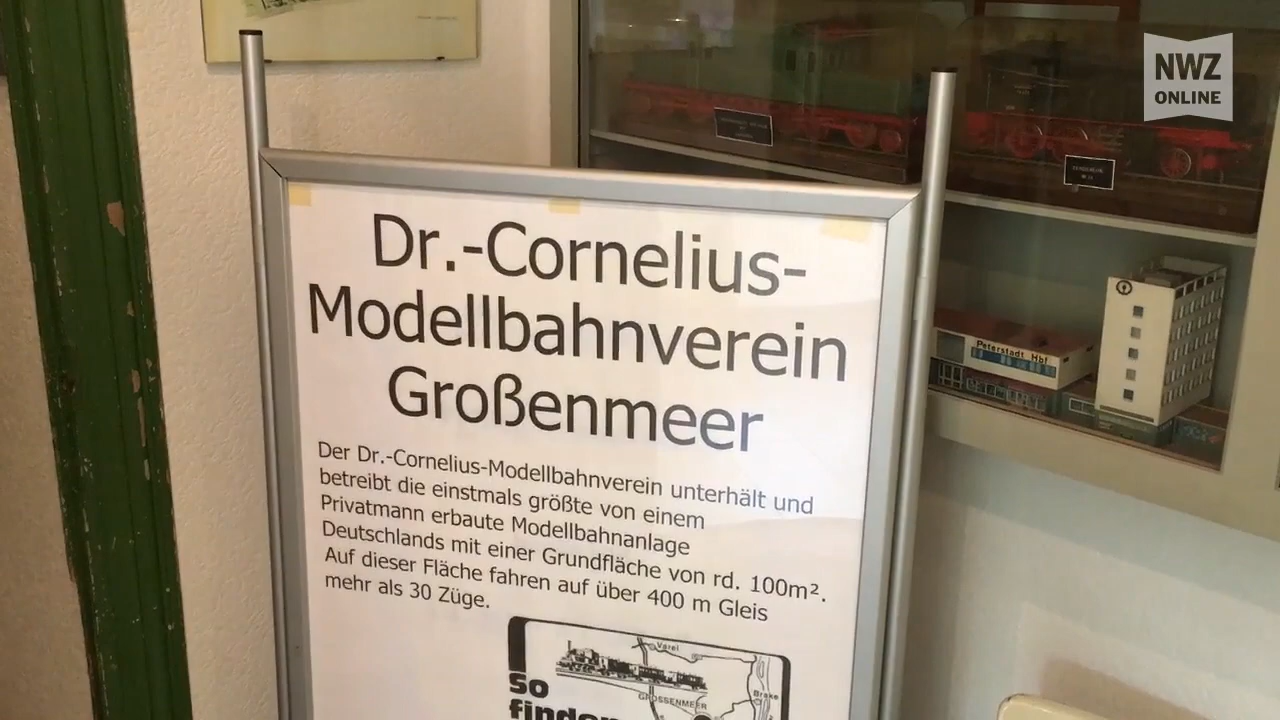 NWZ
ONLINE
Dr.-Cornelius-
Modellbahnverein
Großenmeer
Der Dr.-Cornelius-Modellbahnverein unterhält und
betreibt die einstmals größte von einem
Privatmann erbaute Modellbahnanlage
Deutschlands mit einer Grundfläche von rd. 100m².
Auf dieser Fläche fahren auf über 400 m Gleis
mehr als 30 Züge.
Peterstadt Hbf
Varel
GROSSENMEER
Brake
So
finden